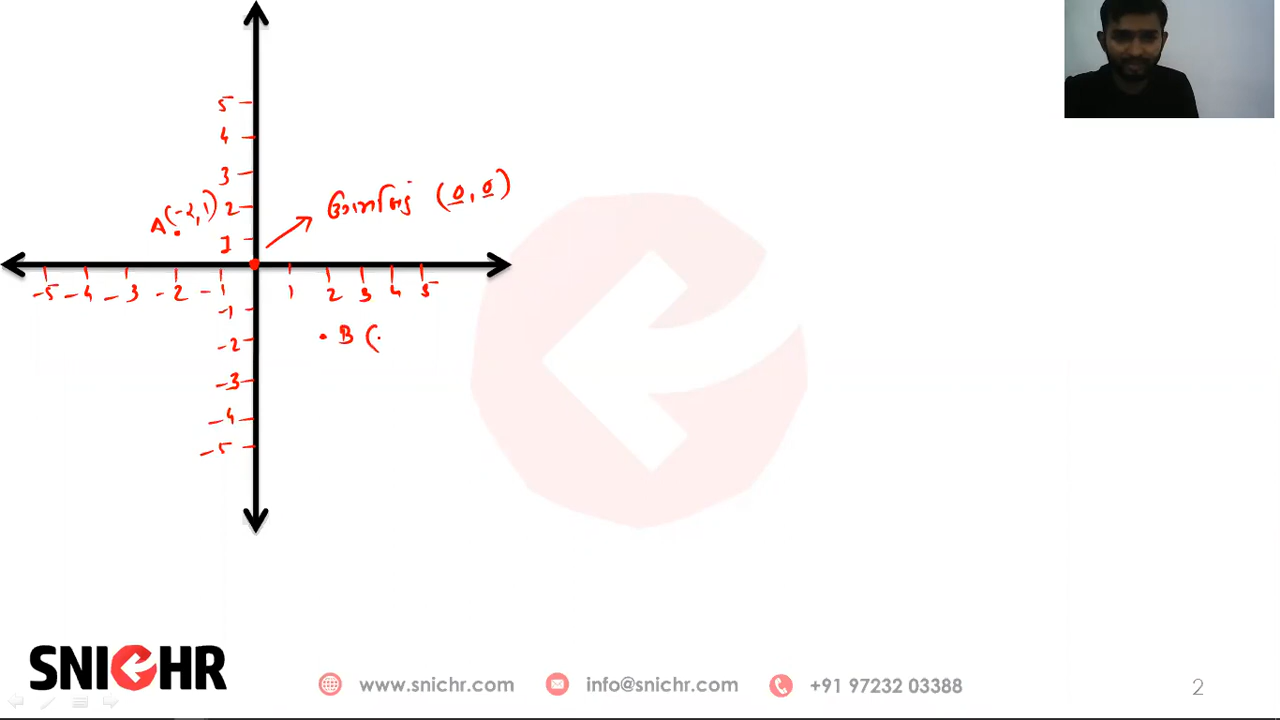 5
4
3
A(-2,1) 2
ઉગમબિંદુ (0,0)
1
-5 -4 -3 -2 -1 1 2 3 4 5
-1
-2
• B (
-3
-4
-5
SNICHR
www.snichr.com info@snichr.com +91 97232 03388 2